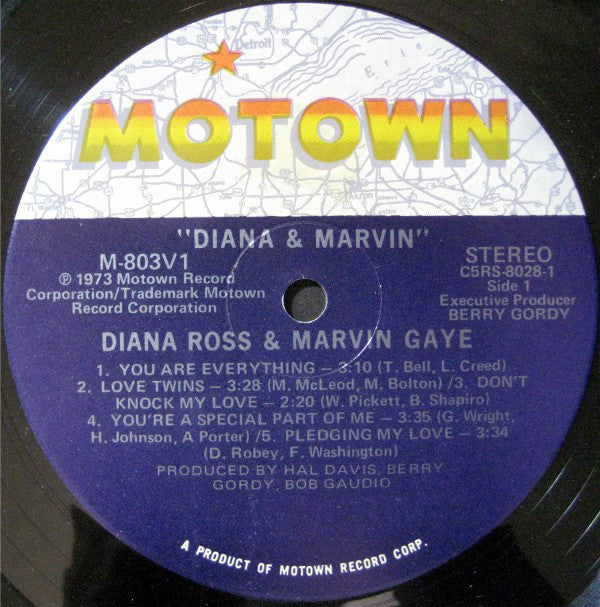 Detroit
Erie
MOTOWN®
"DIANA & MARVIN"
M-803V1
℗ 1973 Motown Record
Corporation/Trademark Motown
Record Corporation
STEREO
C5RS-8028-1
Side 1
Executive Producer
BERRY GORDY
DIANA ROSS & MARVIN GAYE
1. YOU ARE EVERYTHING – 3:10 (T. Bell, L. Creed)
2. LOVE TWINS – 3:28 (M. McLeod, M. Bolton) /3. DON'T
KNOCK MY LOVE – 2:20 (W. Pickett, B. Shapiro)
4. YOU'RE A SPECIAL PART OF ME – 3:35 (G. Wright,
H. Johnson, A Porter) /5. PLEDGING MY LOVE – 3:34
(D. Robey, F. Washington)
PRODUCED BY HAL DAVIS, BERRY
GORDY, BOB GAUDIO
A PRODUCT OF MOTOWN RECORD CORP.